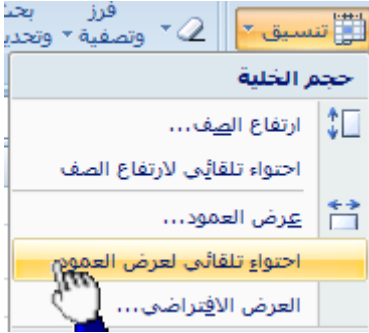 تنسيق
فرز
وتصفية
وتحديد
حجم الخلية
ارتفاع الصف...
احتواء تلقائي لارتفاع الصف
عرض العمود...
احتواء تلقائي لعرض العمود
العرض الافتراضي...